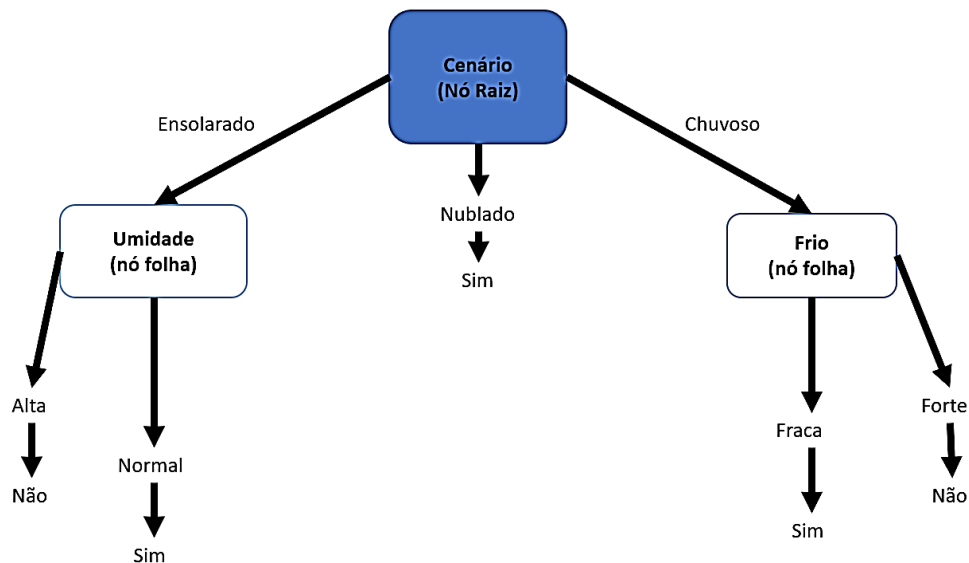 Cenário
(Nó Raiz)
Ensolarado
Chuvoso
Nublado
Sim
Umidade
(nó folha)
Frio
(nó folha)
Alta
Não
Normal
Sim
Fraca
Sim
Forte
Não